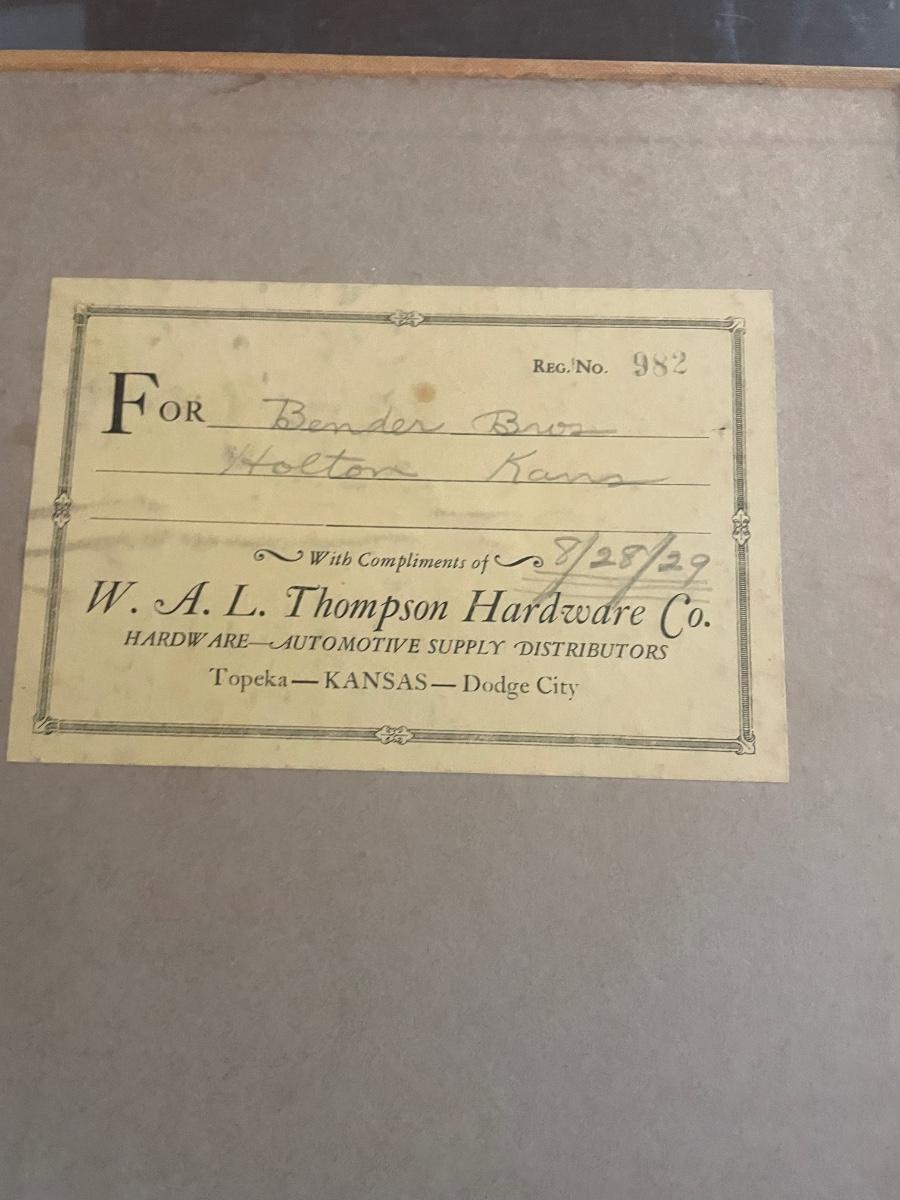 REG. No. 982
FOR Bender Bros
Holton Kans
With Compliments of 8/28/29
W. A. L. Thompson Hardware Co.
HARDWARE—AUTOMOTIVE SUPPLY DISTRIBUTORS
Topeka—KANSAS—Dodge City